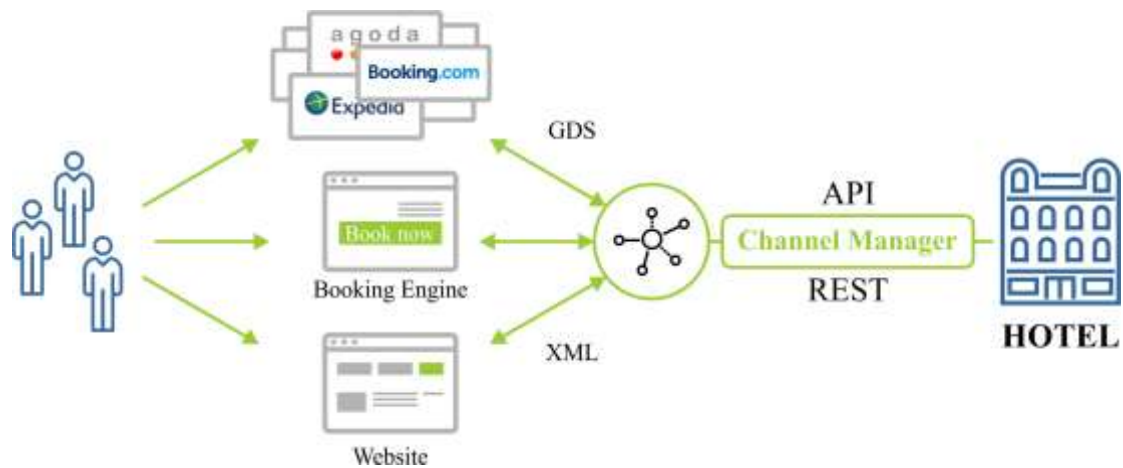 agoda
Booking.com
Expedia
GDS
Book now
Booking Engine
API
Channel Manager
REST
HOTEL
XML
Website